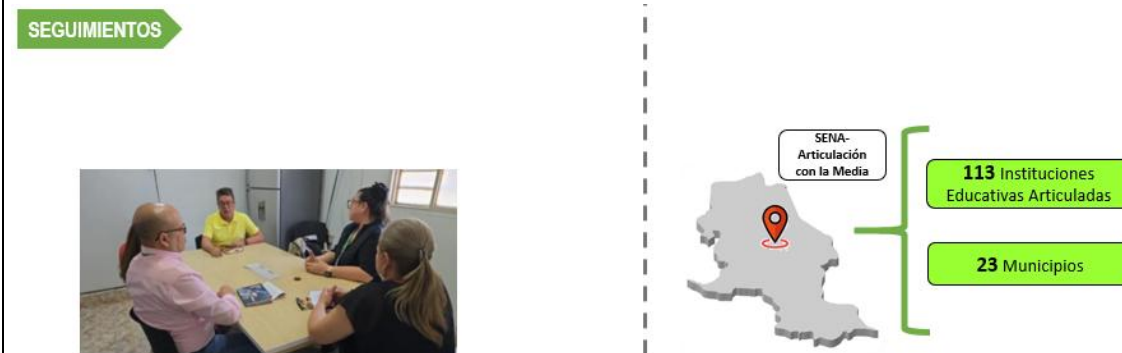 SEGUIMIENTOS
SENA-
Articulación
con la Media
113 Instituciones
Educativas Articuladas
23 Municipios